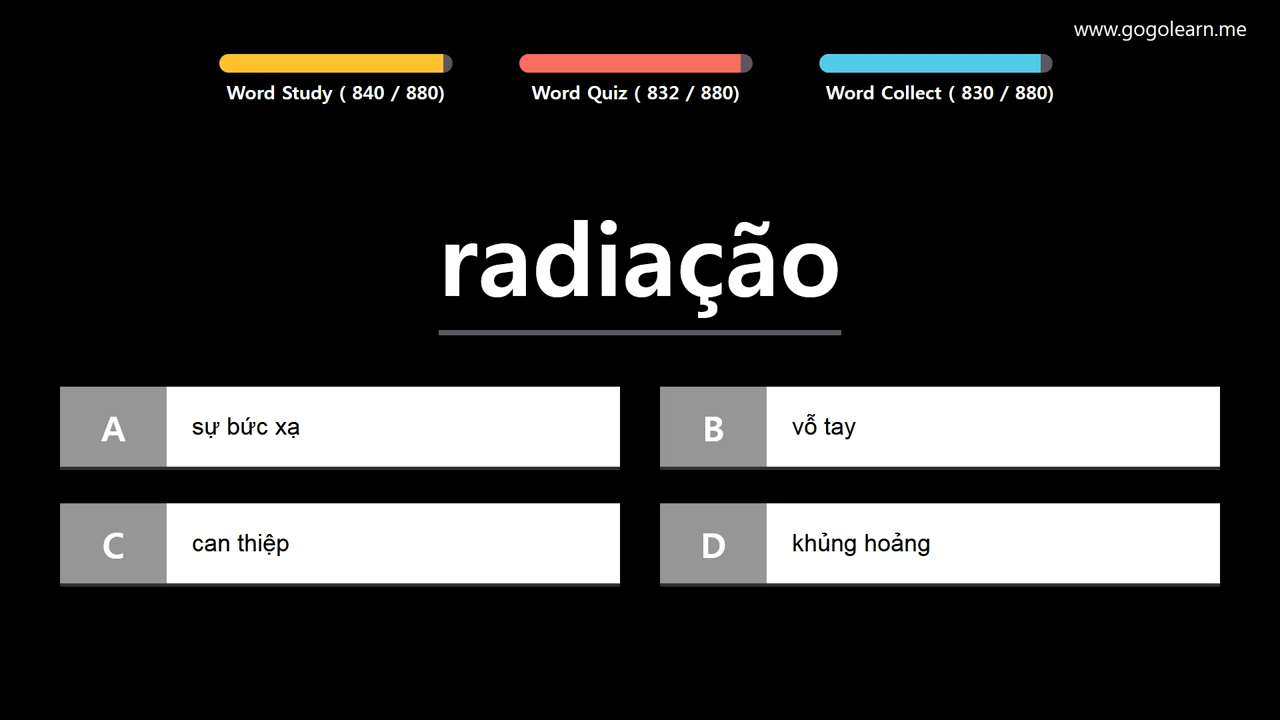 www.gogolearn.me
Word Study ( 840 / 880)
Word Quiz ( 832 / 880)
Word Collect ( 830 / 880)
radiação
A
sự bức xạ
B
vỗ tay
C
can thiệp
D
khủng hoảng